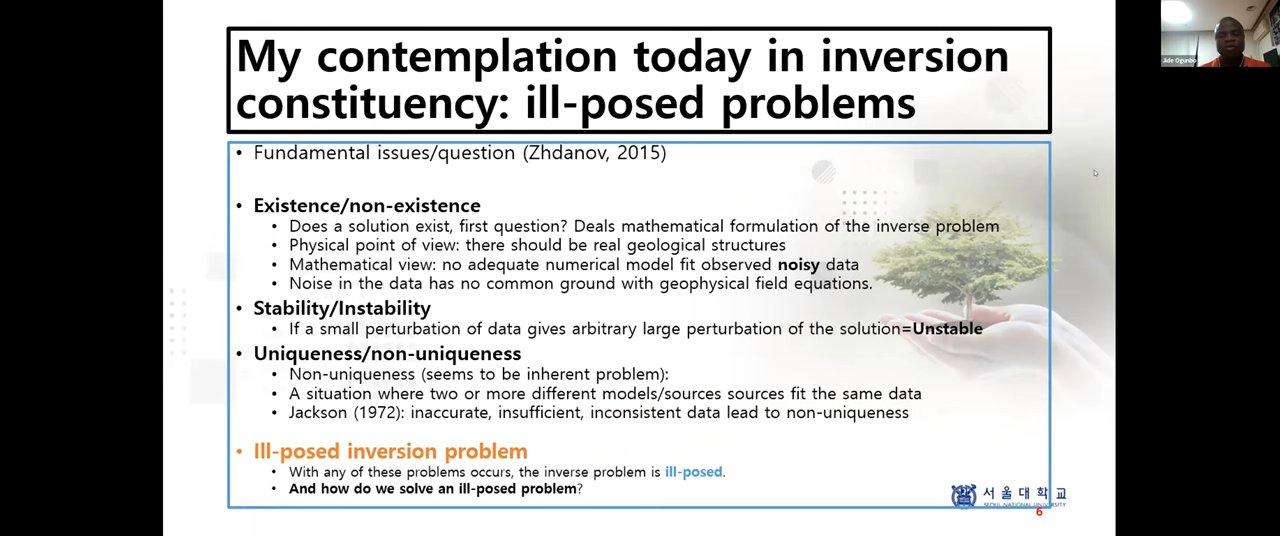 My contemplation today in inversion
constituency: ill-posed problems
• Fundamental issues/question (Zhdanov, 2015)
• Existence/non-existence
• Does a solution exist, first question? Deals mathematical formulation of the inverse problem
• Physical point of view: there should be real geological structures
• Mathematical view: no adequate numerical model fit observed noisy data
• Noise in the data has no common ground with geophysical field equations.
• Stability/Instability
• If a small perturbation of data gives arbitrary large perturbation of the solution=Unstable
• Uniqueness/non-uniqueness
• Non-uniqueness (seems to be inherent problem):
• A situation where two or more different models/sources sources fit the same data
• Jackson (1972): inaccurate, insufficient, inconsistent data lead to non-uniqueness
• Ill-posed inversion problem
• With any of these problems occurs, the inverse problem is ill-posed.
• And how do we solve an ill-posed problem?
서울대학교
SEOUL NATIONAL UNIVERSITY
6
Jide Ogunbo